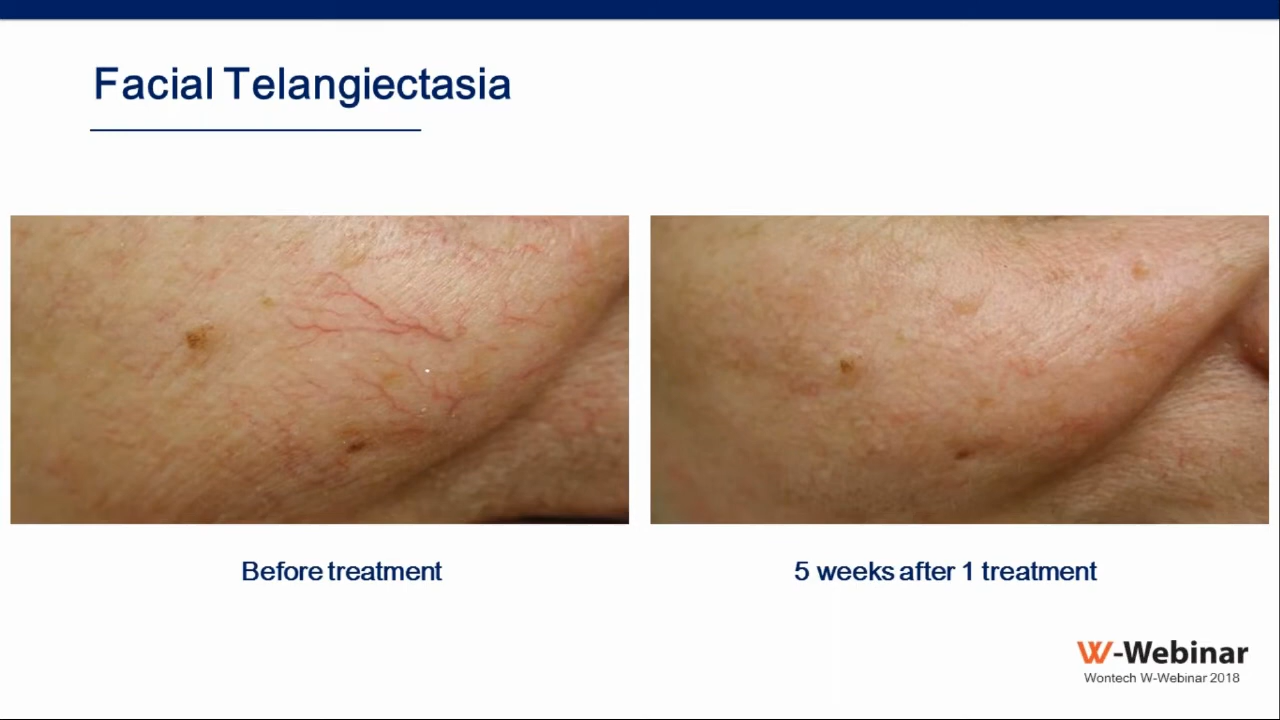 Facial Telangiectasia
Before treatment
5 weeks after 1 treatment
W-Webinar
Wontech W-Webinar 2018